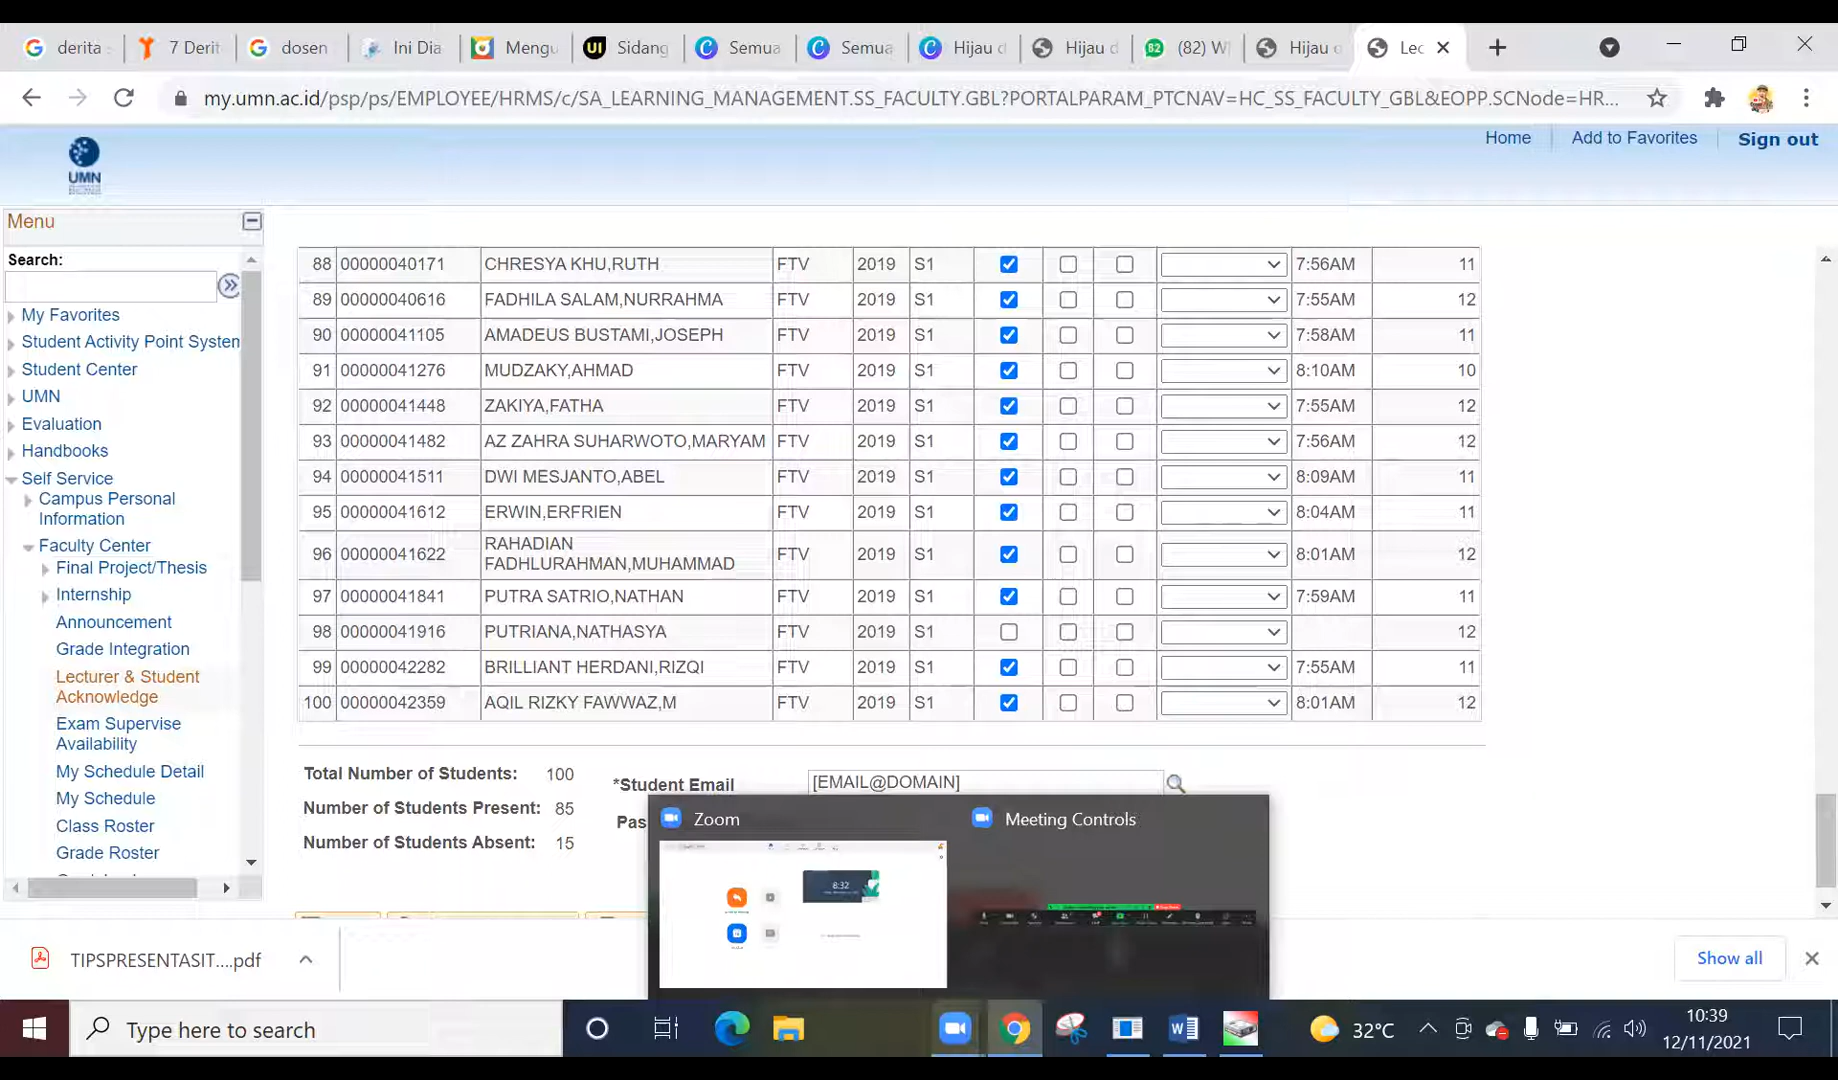 derita
7 Derit
dosen
Ini Dia
Mengu
Sidang
Semua
Semua
Hijau d
Hijau d
(82) W
Hijau o
Lec
my.umn.ac.id/psp/ps/EMPLOYEE/HRMS/c/SA_LEARNING_MANAGEMENT.SS_FACULTY.GBL?PORTALPARAM_PTCNAV=HC_SS_FACULTY_GBL&EOPP.SCNode=HR...
UMN
Home
Add to Favorites
Sign out
Menu
Search:
My Favorites
Student Activity Point System
Student Center
UMN
Evaluation
Handbooks
Self Service
Campus Personal
Information
Faculty Center
Final Project/Thesis
Internship
Announcement
Grade Integration
Lecturer & Student
Acknowledge
Exam Supervise
Availability
My Schedule Detail
My Schedule
Class Roster
Grade Roster
88 00000040171 CHRESYA KHU,RUTH FTV 2019 S1 7:56AM 11
89 00000040616 FADHILA SALAM,NURRAHMA FTV 2019 S1 7:55AM 12
90 00000041105 AMADEUS BUSTAMI,JOSEPH FTV 2019 S1 7:58AM 11
91 00000041276 MUDZAKY,AHMAD FTV 2019 S1 8:10AM 10
92 00000041448 ZAKIYA,FATHA FTV 2019 S1 7:55AM 12
93 00000041482 AZ ZAHRA SUHARWOTO,MARYAM FTV 2019 S1 7:56AM 12
94 00000041511 DWI MESJANTO,ABEL FTV 2019 S1 8:09AM 11
95 00000041612 ERWIN,ERFRIEN FTV 2019 S1 8:04AM 11
96 00000041622 RAHADIAN
FADHLURAHMAN,MUHAMMAD FTV 2019 S1 8:01AM 12
97 00000041841 PUTRA SATRIO,NATHAN FTV 2019 S1 7:59AM 11
98 00000041916 PUTRIANA,NATHASYA FTV 2019 S1 12
99 00000042282 BRILLIANT HERDANI,RIZQI FTV 2019 S1 7:55AM 11
100 00000042359 AQIL RIZKY FAWWAZ,M FTV 2019 S1 8:01AM 12
Total Number of Students: 100
Number of Students Present: 85
Number of Students Absent: 15
*Student Email
[EMAIL@DOMAIN]
Pas
Zoom
Meeting Controls
8:32
TIPSPRESENTASIT....pdf
Show all
Type here to search
32°C
10:39
12/11/2021